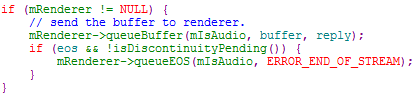 if (mRenderer != NULL) {
    // send the buffer to renderer.
    mRenderer->queueBuffer(mIsAudio, buffer, reply);
    if (eos && !isDiscontinuityPending()) {
        mRenderer->queueEOS(mIsAudio, ERROR_END_OF_STREAM);
    }
}